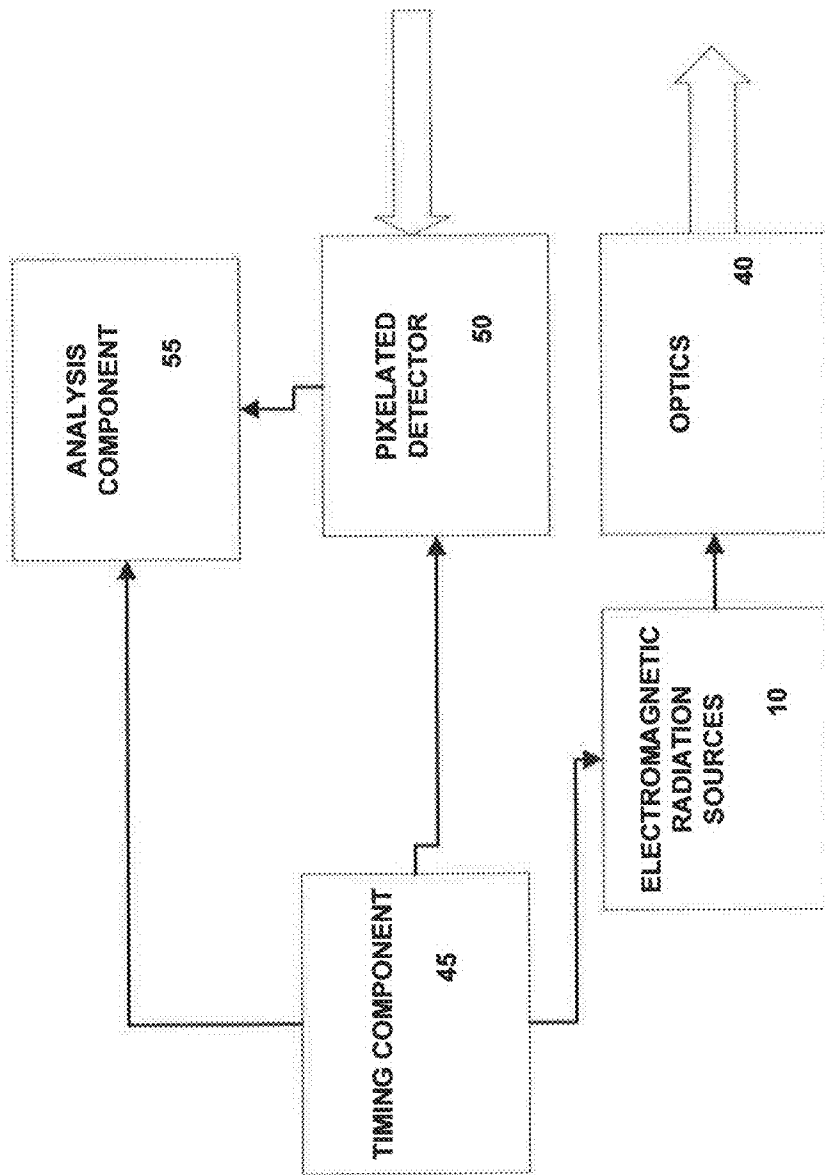 TIMING COMPONENT
45
ANALYSIS
COMPONENT
55
PIXELATED
DETECTOR
50
ELECTROMAGNETIC
RADIATION
SOURCES
10
OPTICS
40